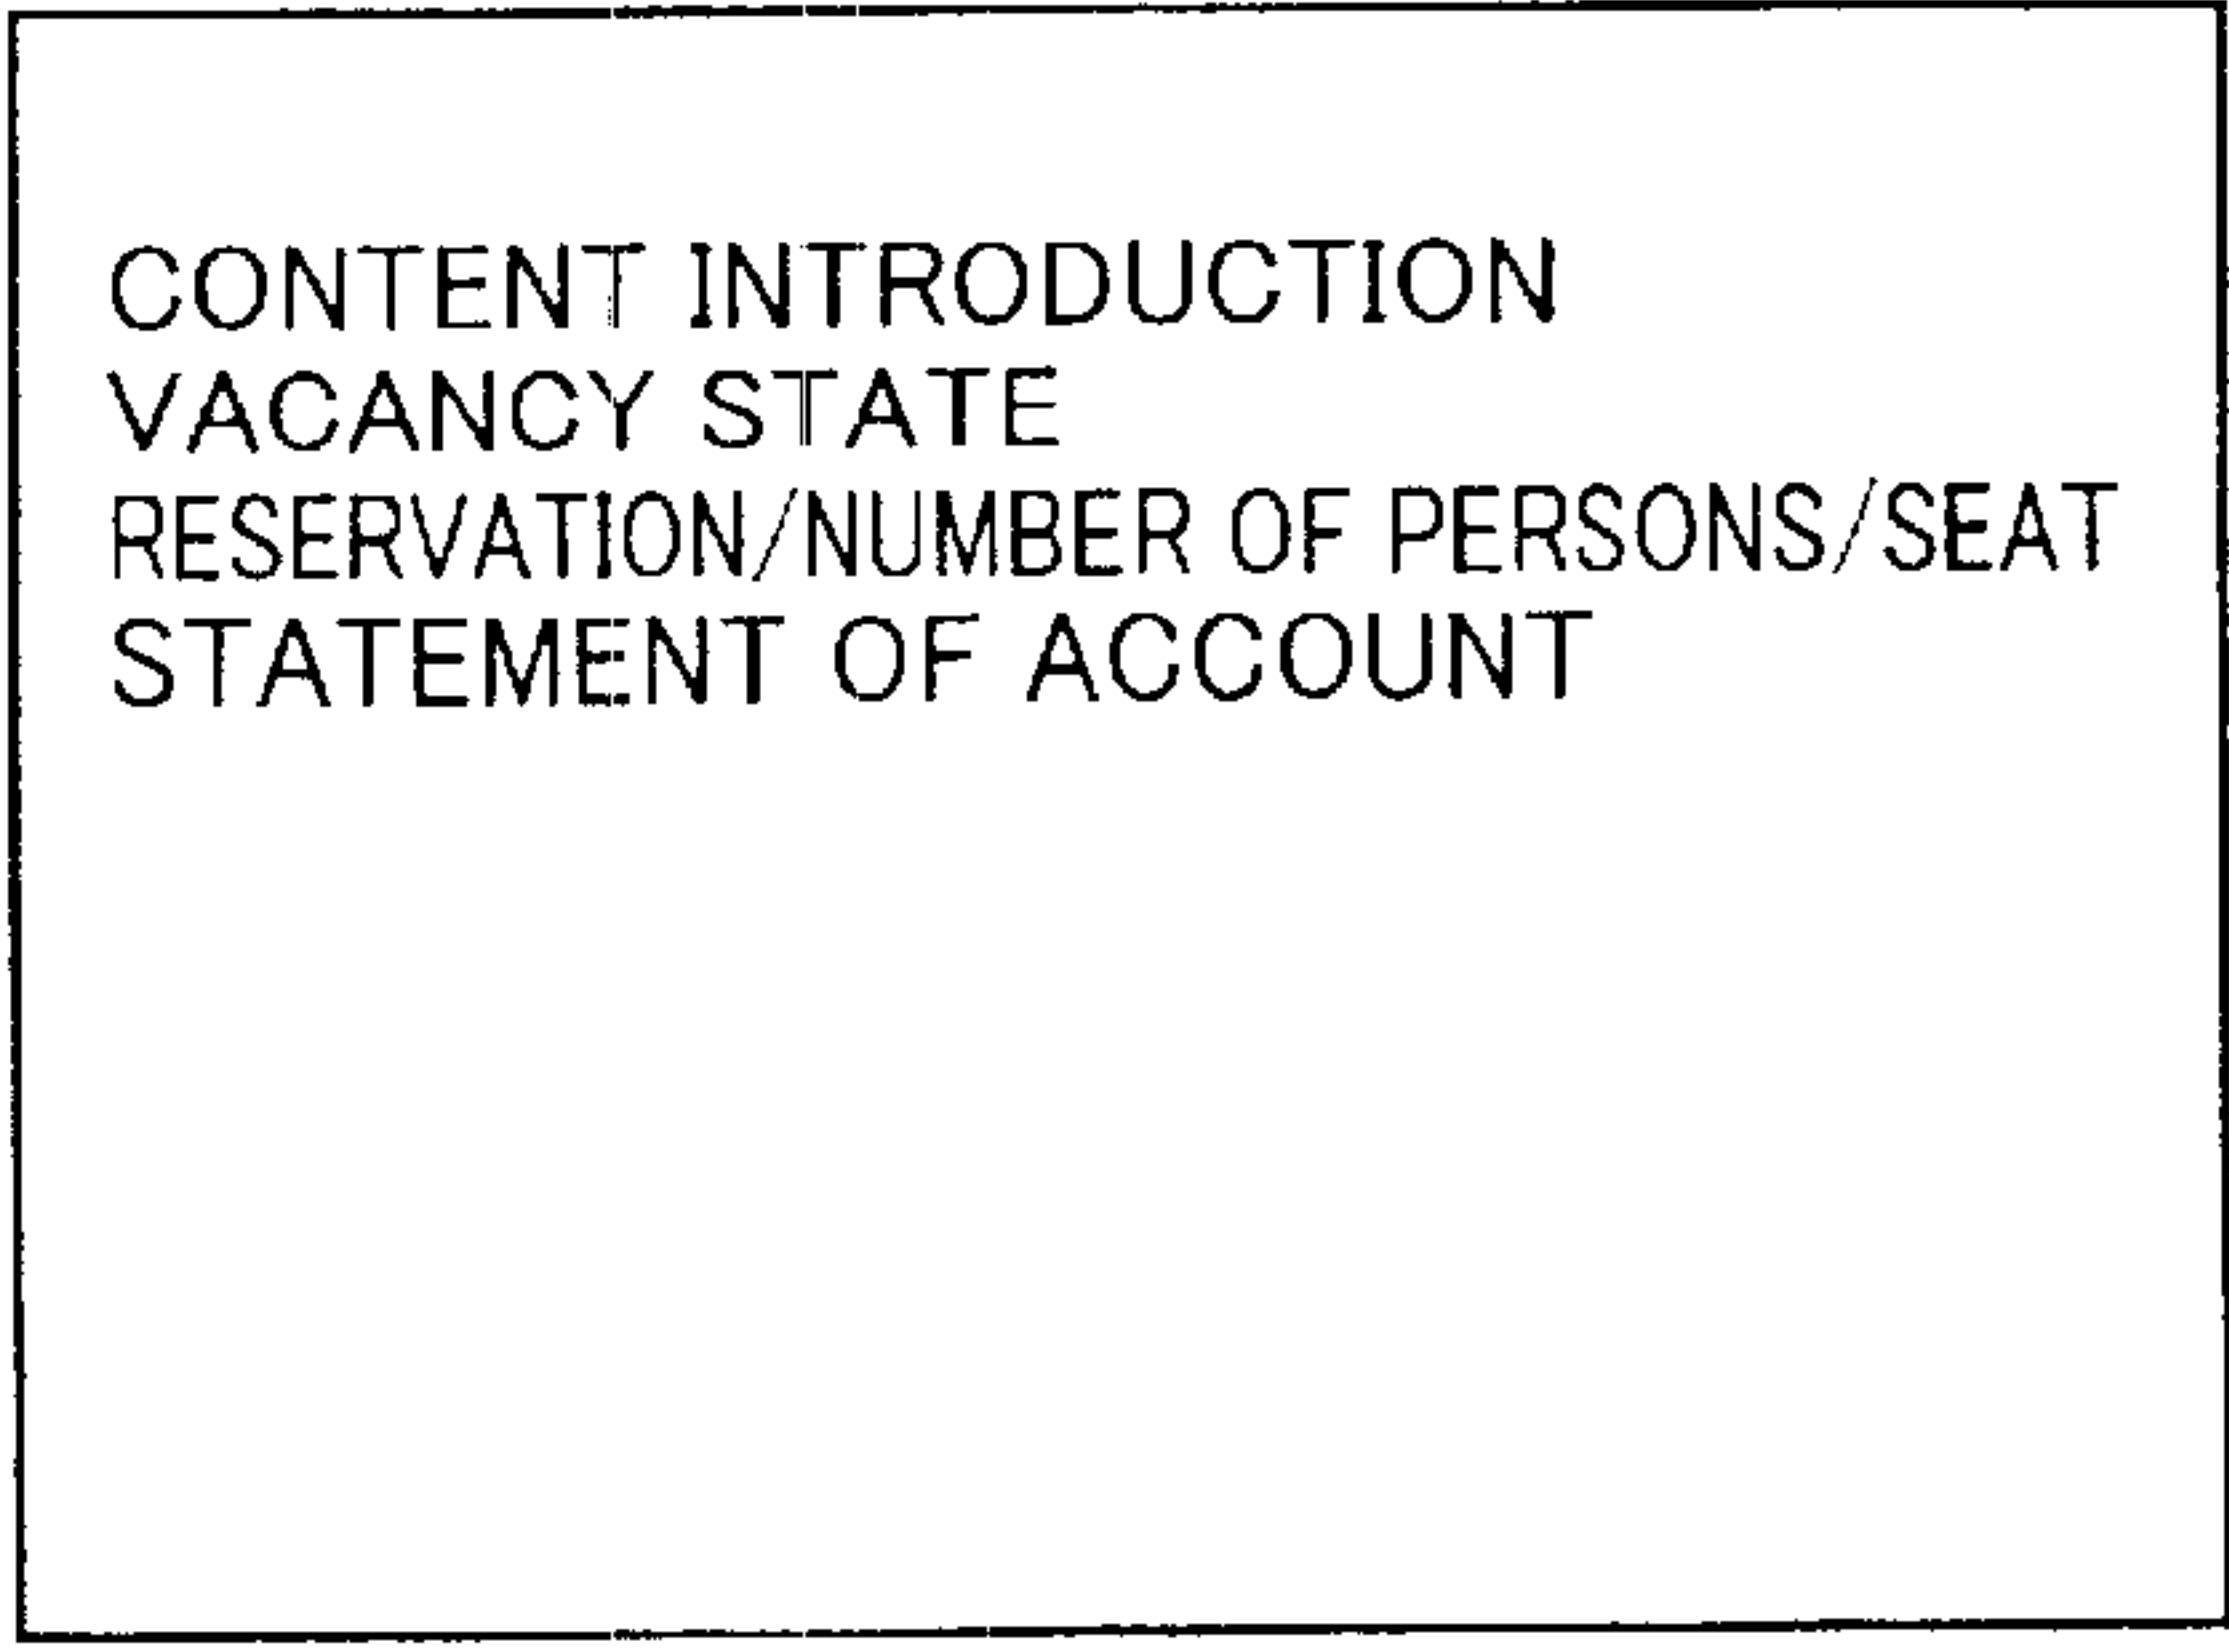 CONTENT INTRODUCTION
VACANCY STATE
RESERVATION/NUMBER OF PERSONS/SEAT
STATEMENT OF ACCOUNT